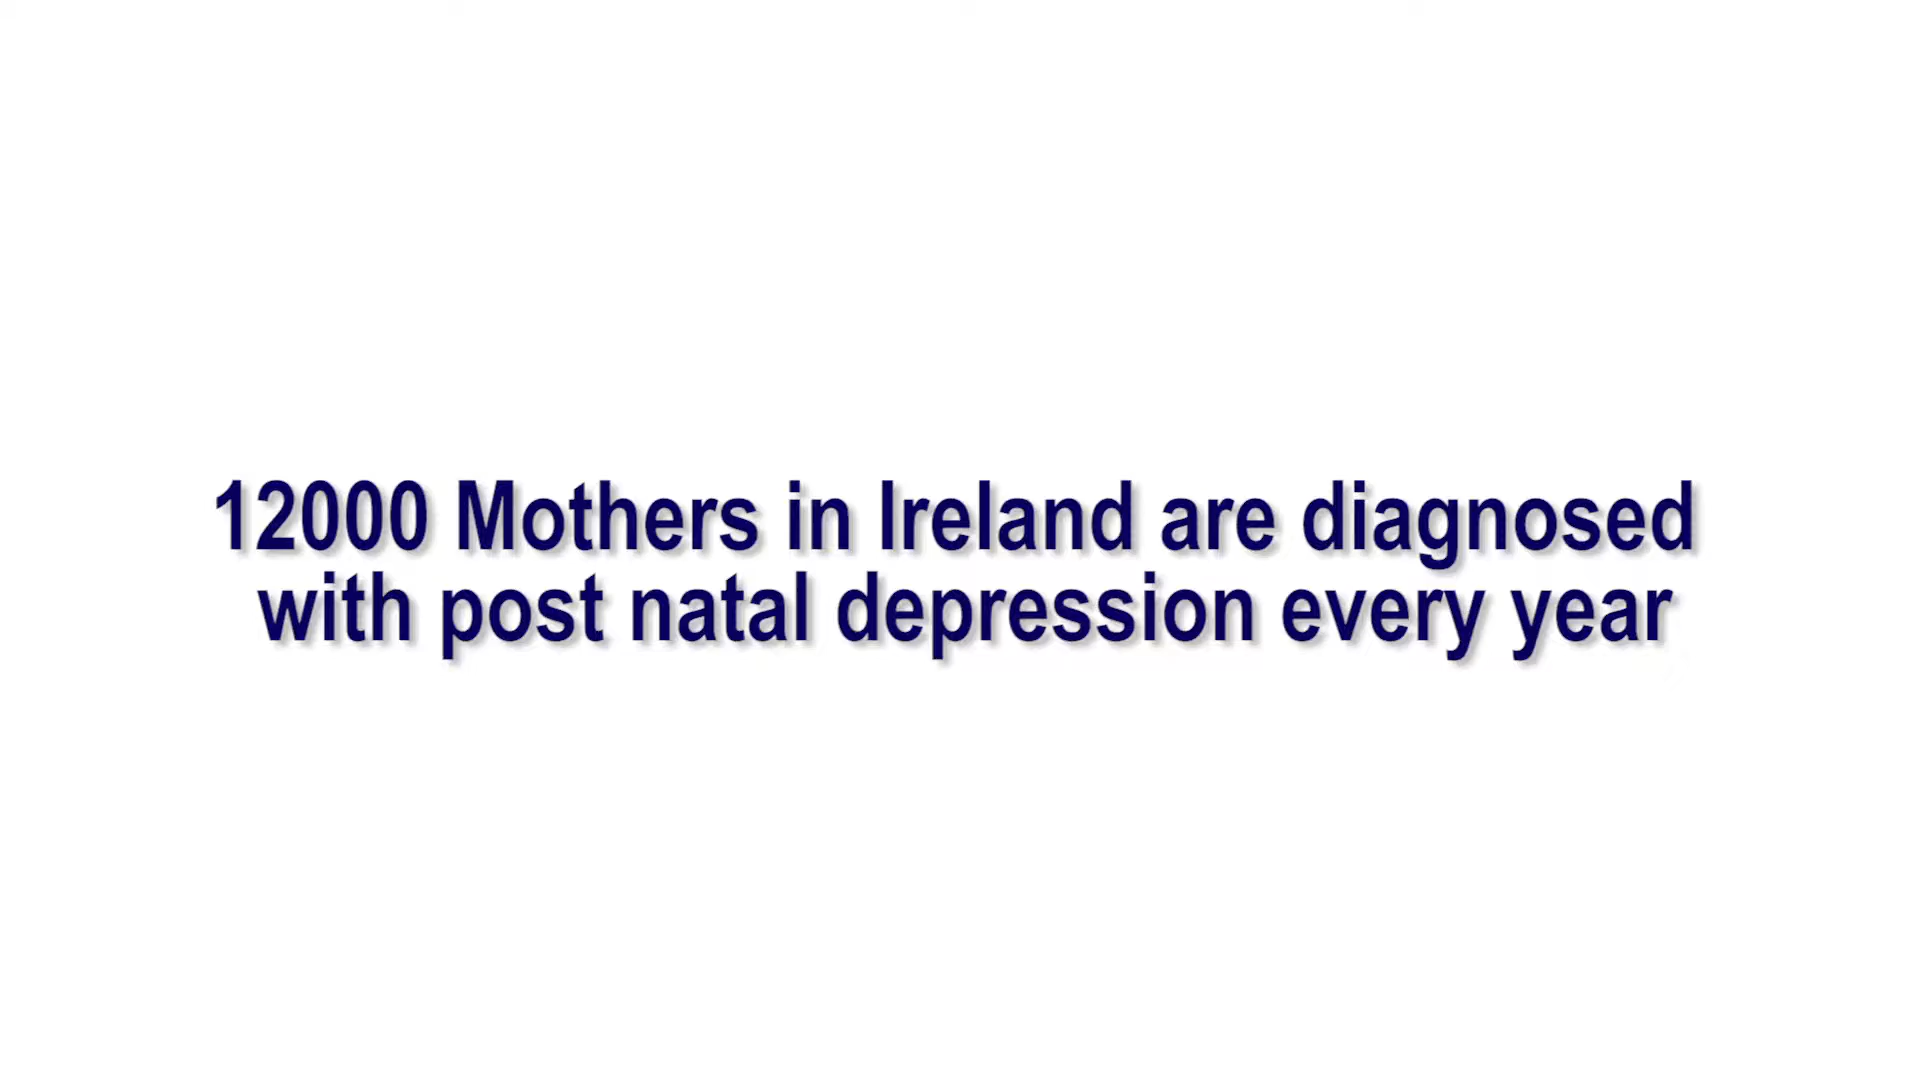 12000 Mothers in Ireland are diagnosed
with post natal depression every year